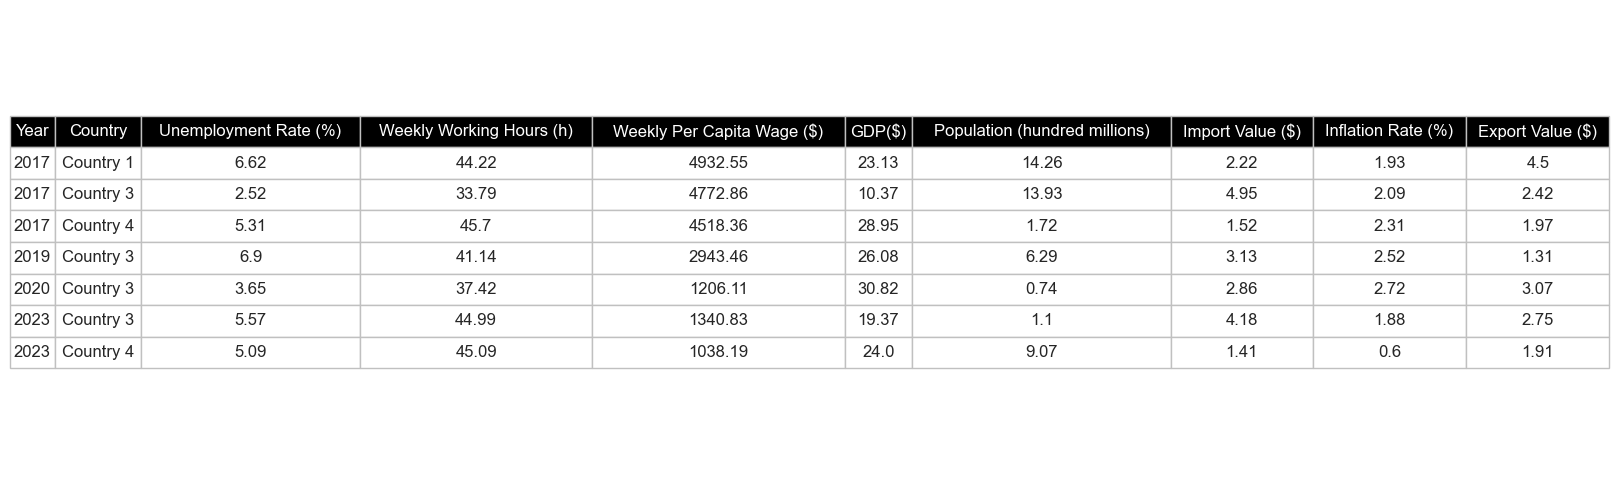 Year Country Unemployment Rate (%) Weekly Working Hours (h) Weekly Per Capita Wage ($) GDP($) Population (hundred millions) Import Value ($) Inflation Rate (%) Export Value ($)
2017 Country 1 6.62 44.22 4932.55 23.13 14.26 2.22 1.93 4.5
2017 Country 3 2.52 33.79 4772.86 10.37 13.93 4.95 2.09 2.42
2017 Country 4 5.31 45.7 4518.36 28.95 1.72 1.52 2.31 1.97
2019 Country 3 6.9 41.14 2943.46 26.08 6.29 3.13 2.52 1.31
2020 Country 3 3.65 37.42 1206.11 30.82 0.74 2.86 2.72 3.07
2023 Country 3 5.57 44.99 1340.83 19.37 1.1 4.18 1.88 2.75
2023 Country 4 5.09 45.09 1038.19 24.0 9.07 1.41 0.6 1.91